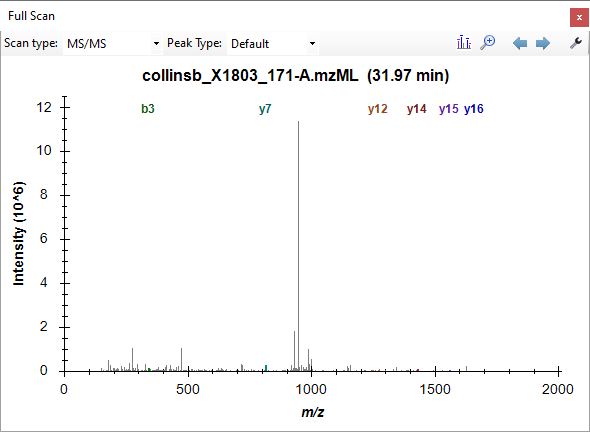 Full Scan
x
Scan type: MS/MS Peak Type: Default
collinsb_X1803_171-A.mzML (31.97 min)
b3 y7 y12 y14 y15 y16
12
10
8
6
4
2
0
Intensity (10^6)
0 500 1000 1500 2000
m/z